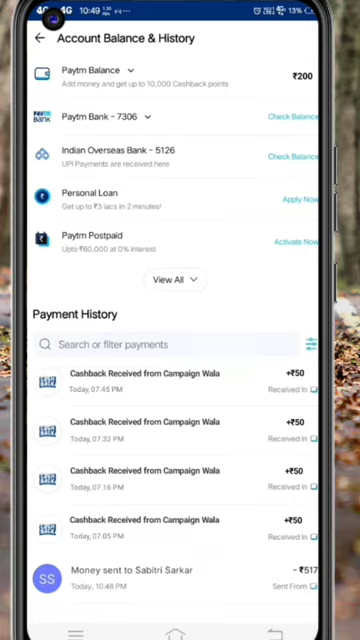 4G 4G 10:49 13%
Account Balance & History
Paytm Balance
Add money and get up to 10,000 Cashback points
₹200
Paytm Bank - 7306
Check Balance
Indian Overseas Bank - 5126
UPI Payments are received here
Check Balance
Personal Loan
Get up to ₹3 lacs in 2 minutes!
Apply Now
Paytm Postpaid
Upto ₹60,000 at 0% interest
Activate Now
View All
Payment History
Search or filter payments
Cashback Received from Campaign Wala
+₹50
Today, 07.45 PM
Received In
Cashback Received from Campaign Wala
+₹50
Today, 07.32 PM
Received In
Cashback Received from Campaign Wala
+₹50
Today, 07.16 PM
Received In
Cashback Received from Campaign Wala
+₹50
Today, 07.05 PM
Received In
SS
Money sent to Sabitri Sarkar
- ₹517
Today, 10:48 PM
Sent From